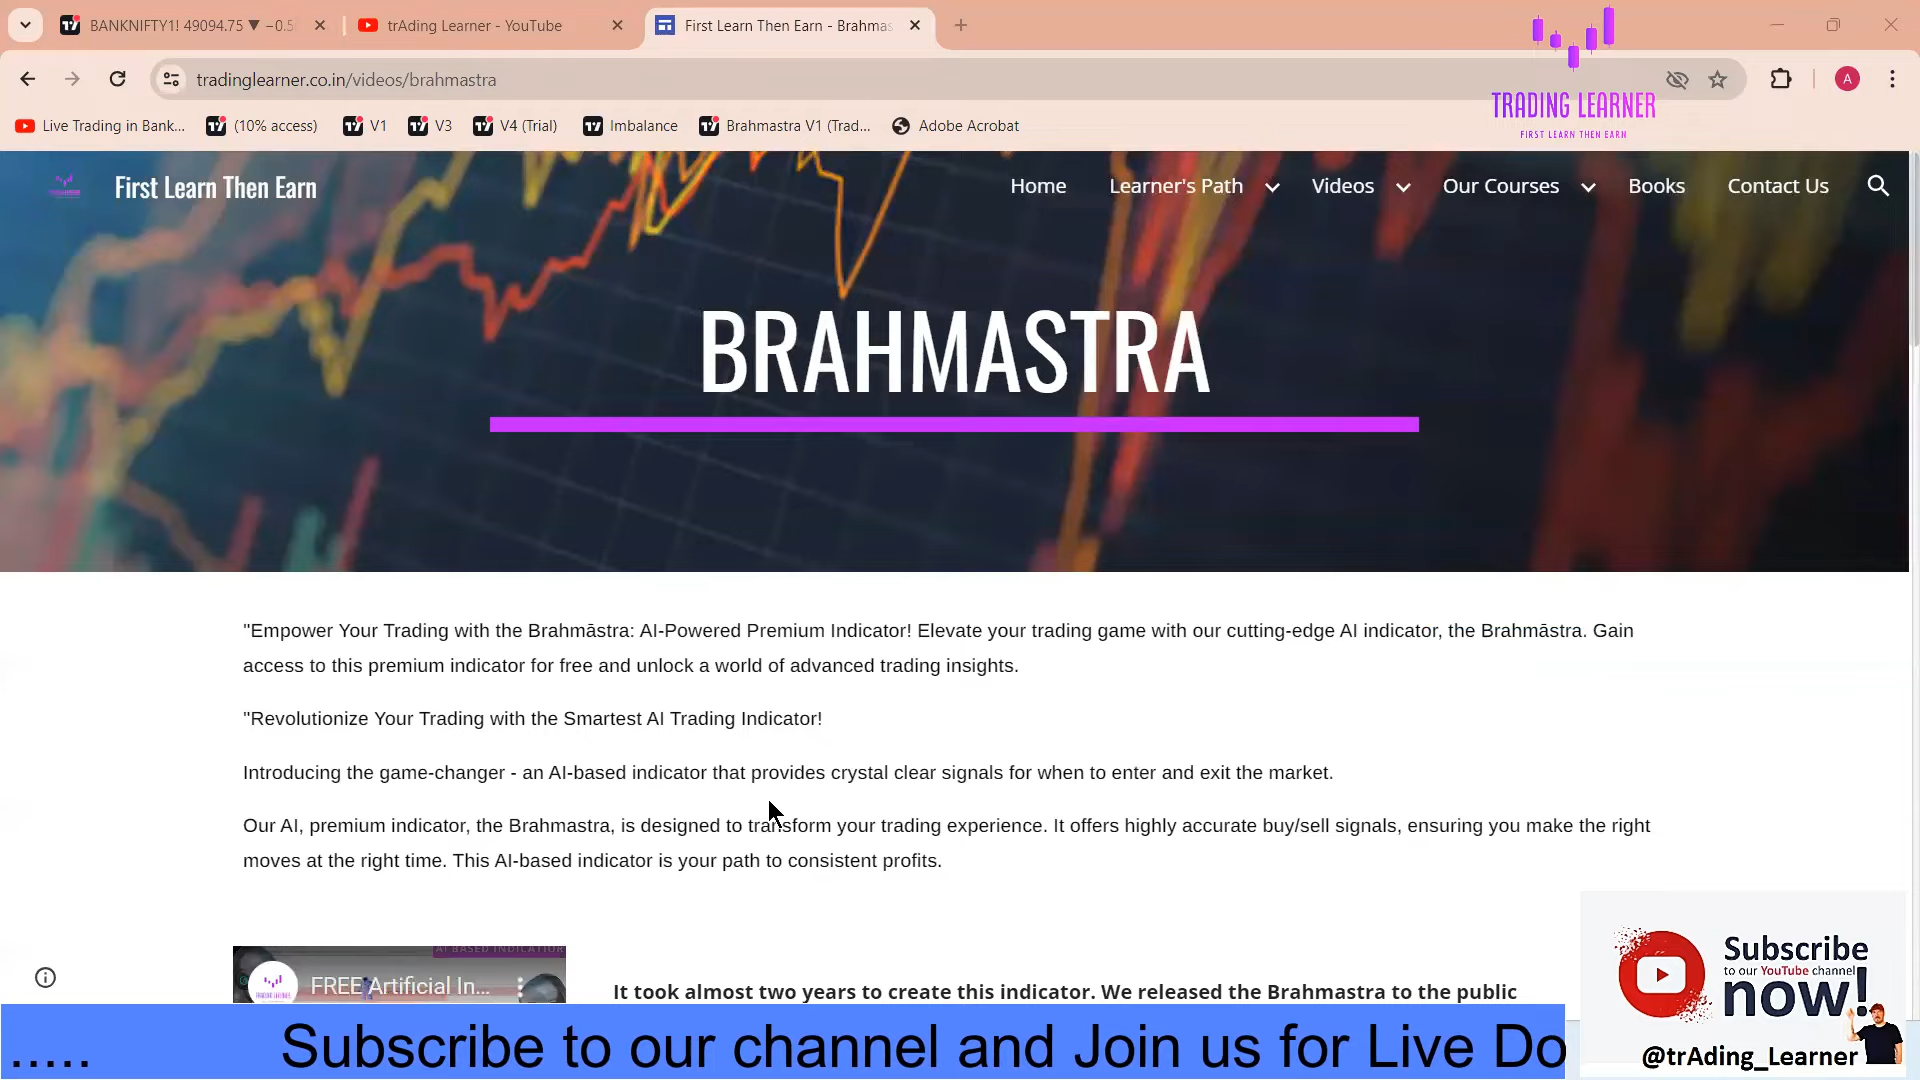 BANKNIFTY1! 49094.75 ▼ −0.5
trAding Learner - YouTube
First Learn Then Earn - Brahmas
tradinglearner.co.in/videos/brahmastra
A
TRADING LEARNER
FIRST LEARN THEN EARN
Live Trading in Bank...
(10% access)
V1
V3
V4 (Trial)
Imbalance
Brahmastra V1 (Trad...
Adobe Acrobat
First Learn Then Earn
Home
Learner's Path
Videos
Our Courses
Books
Contact Us
BRAHMASTRA
"Empower Your Trading with the Brahmāstra: AI-Powered Premium Indicator! Elevate your trading game with our cutting-edge AI indicator, the Brahmāstra. Gain
access to this premium indicator for free and unlock a world of advanced trading insights.
"Revolutionize Your Trading with the Smartest AI Trading Indicator!
Introducing the game-changer - an AI-based indicator that provides crystal clear signals for when to enter and exit the market.
Our AI, premium indicator, the Brahmastra, is designed to transform your trading experience. It offers highly accurate buy/sell signals, ensuring you make the right
moves at the right time. This AI-based indicator is your path to consistent profits.
AI BASED INDICATOR
FREE Artificial In...
It took almost two years to create this indicator. We released the Brahmastra to the public
Subscribe
to our YouTube channel
now!
@trAding_Learner
..... Subscribe to our channel and Join us for Live Do